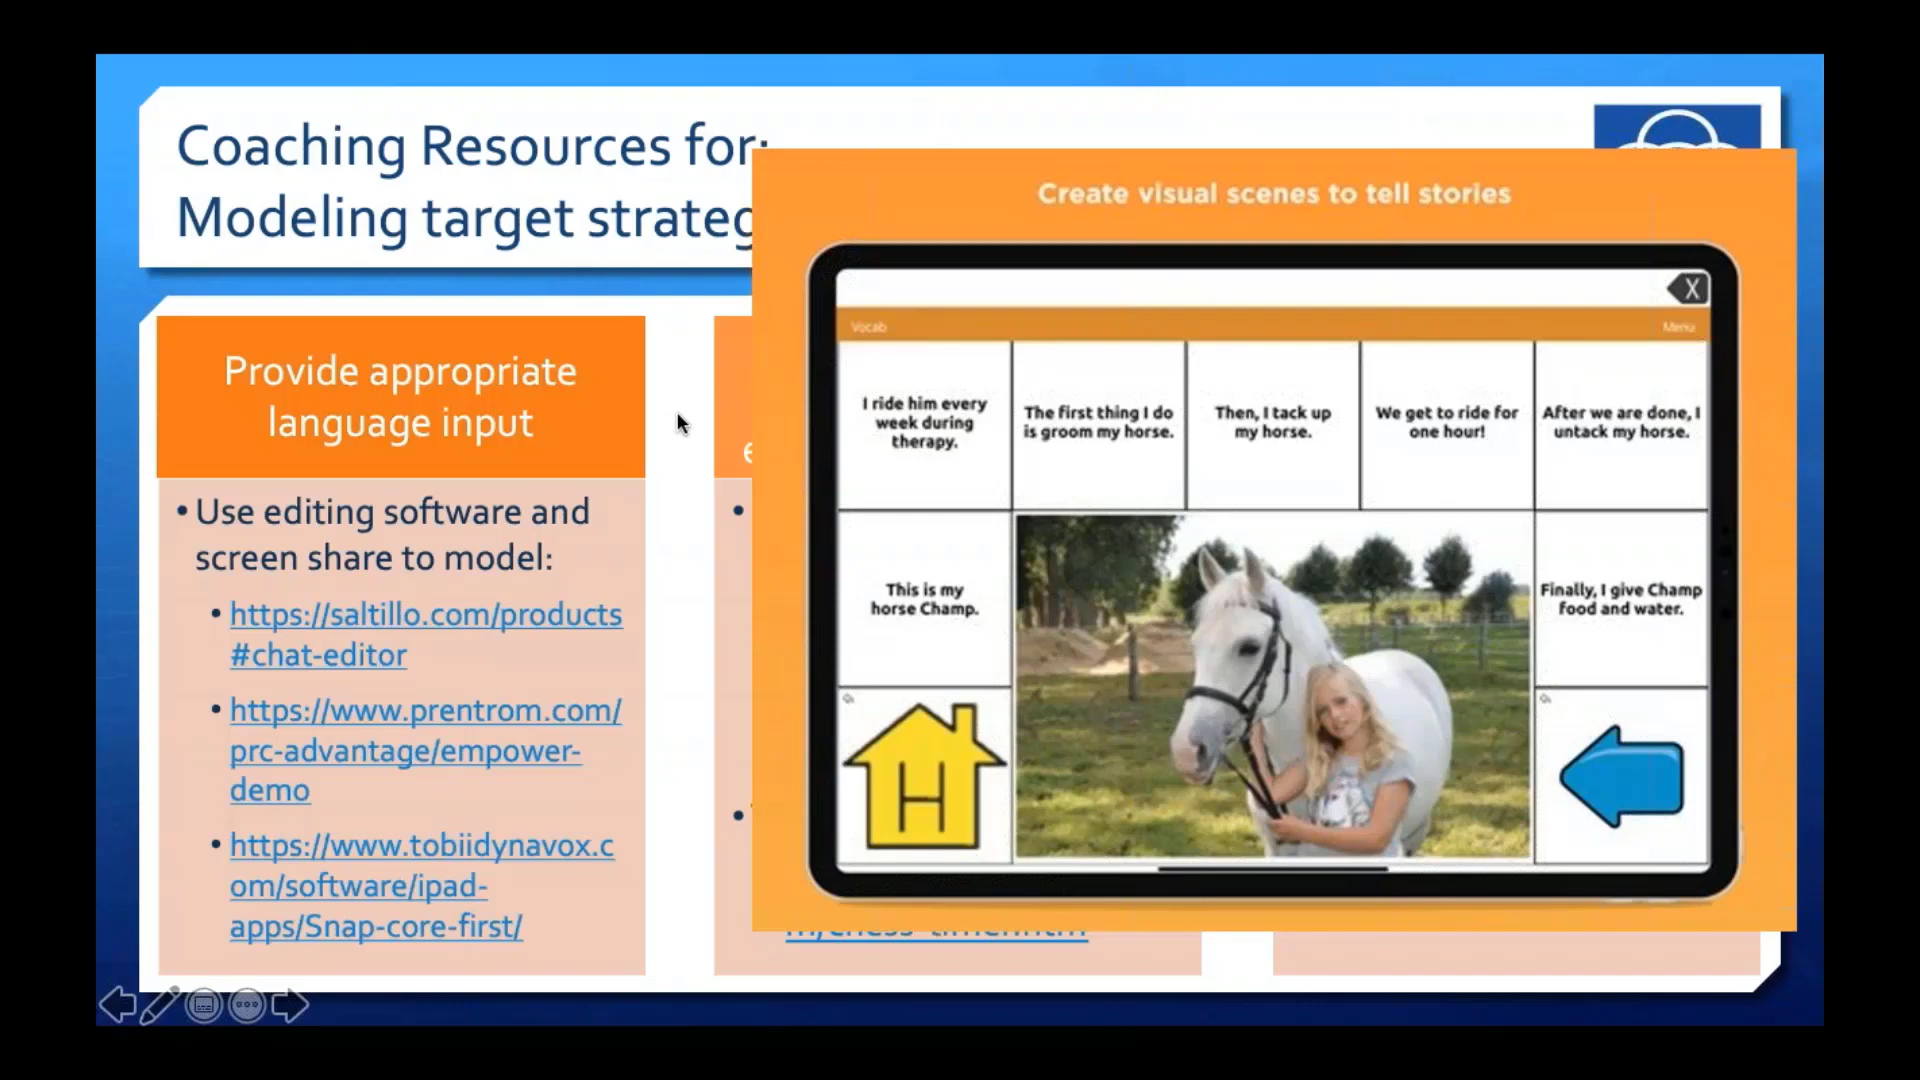 Coaching Resources for:
Modeling target strateg
Provide appropriate
language input
• Use editing software and
screen share to model:
• https://saltillo.com/products
#chat-editor
• https://www.prentrom.com/
prc-advantage/empower-
demo
• https://www.tobiidynavox.c
om/software/ipad-
apps/Snap-core-first/
Create visual scenes to tell stories
X
Vocab
Menu
I ride him every
week during
therapy.
The first thing I do
is groom my horse.
Then, I tack up
my horse.
We get to ride for
one hour!
After we are done, I
untack my horse.
This is my
horse Champ.
Finally, I give Champ
food and water.
H